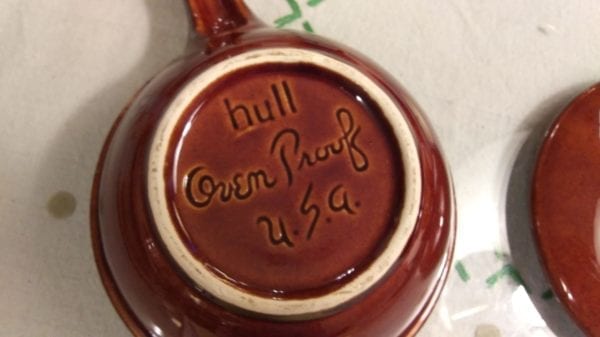 hull
Oven Proof
U.S.A.